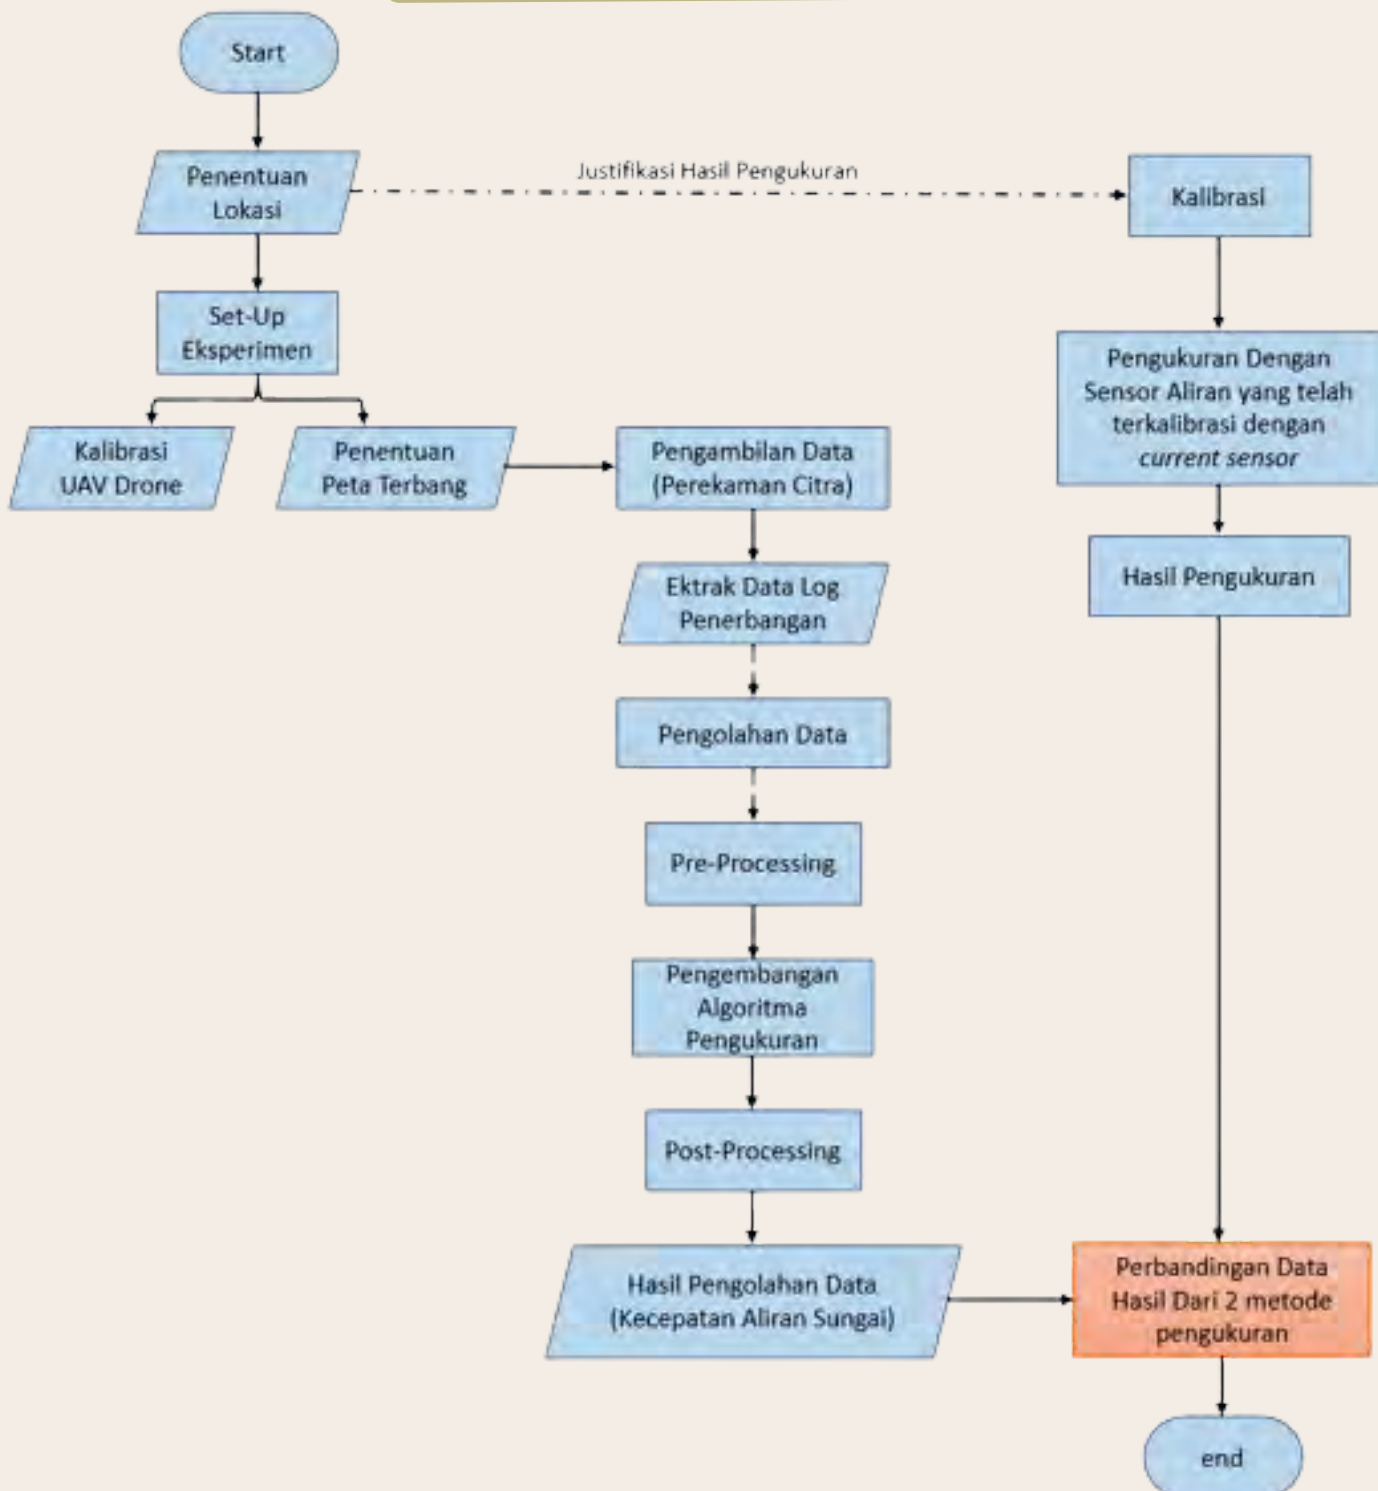 Start
Penentuan
Lokasi
Justifikasi Hasil Pengukuran
Kalibrasi
Set-Up
Eksperimen
Kalibrasi
UAV Drone
Penentuan
Peta Terbang
Pengambilan Data
(Perekaman Citra)
Ektrak Data Log
Penerbangan
Pengolahan Data
Pre-Processing
Pengembangan
Algoritma
Pengukuran
Post-Processing
Hasil Pengolahan Data
(Kecepatan Aliran Sungai)
Pengukuran Dengan
Sensor Aliran yang telah
terkalibrasi dengan
current sensor
Hasil Pengukuran
Perbandingan Data
Hasil Dari 2 metode
pengukuran
end